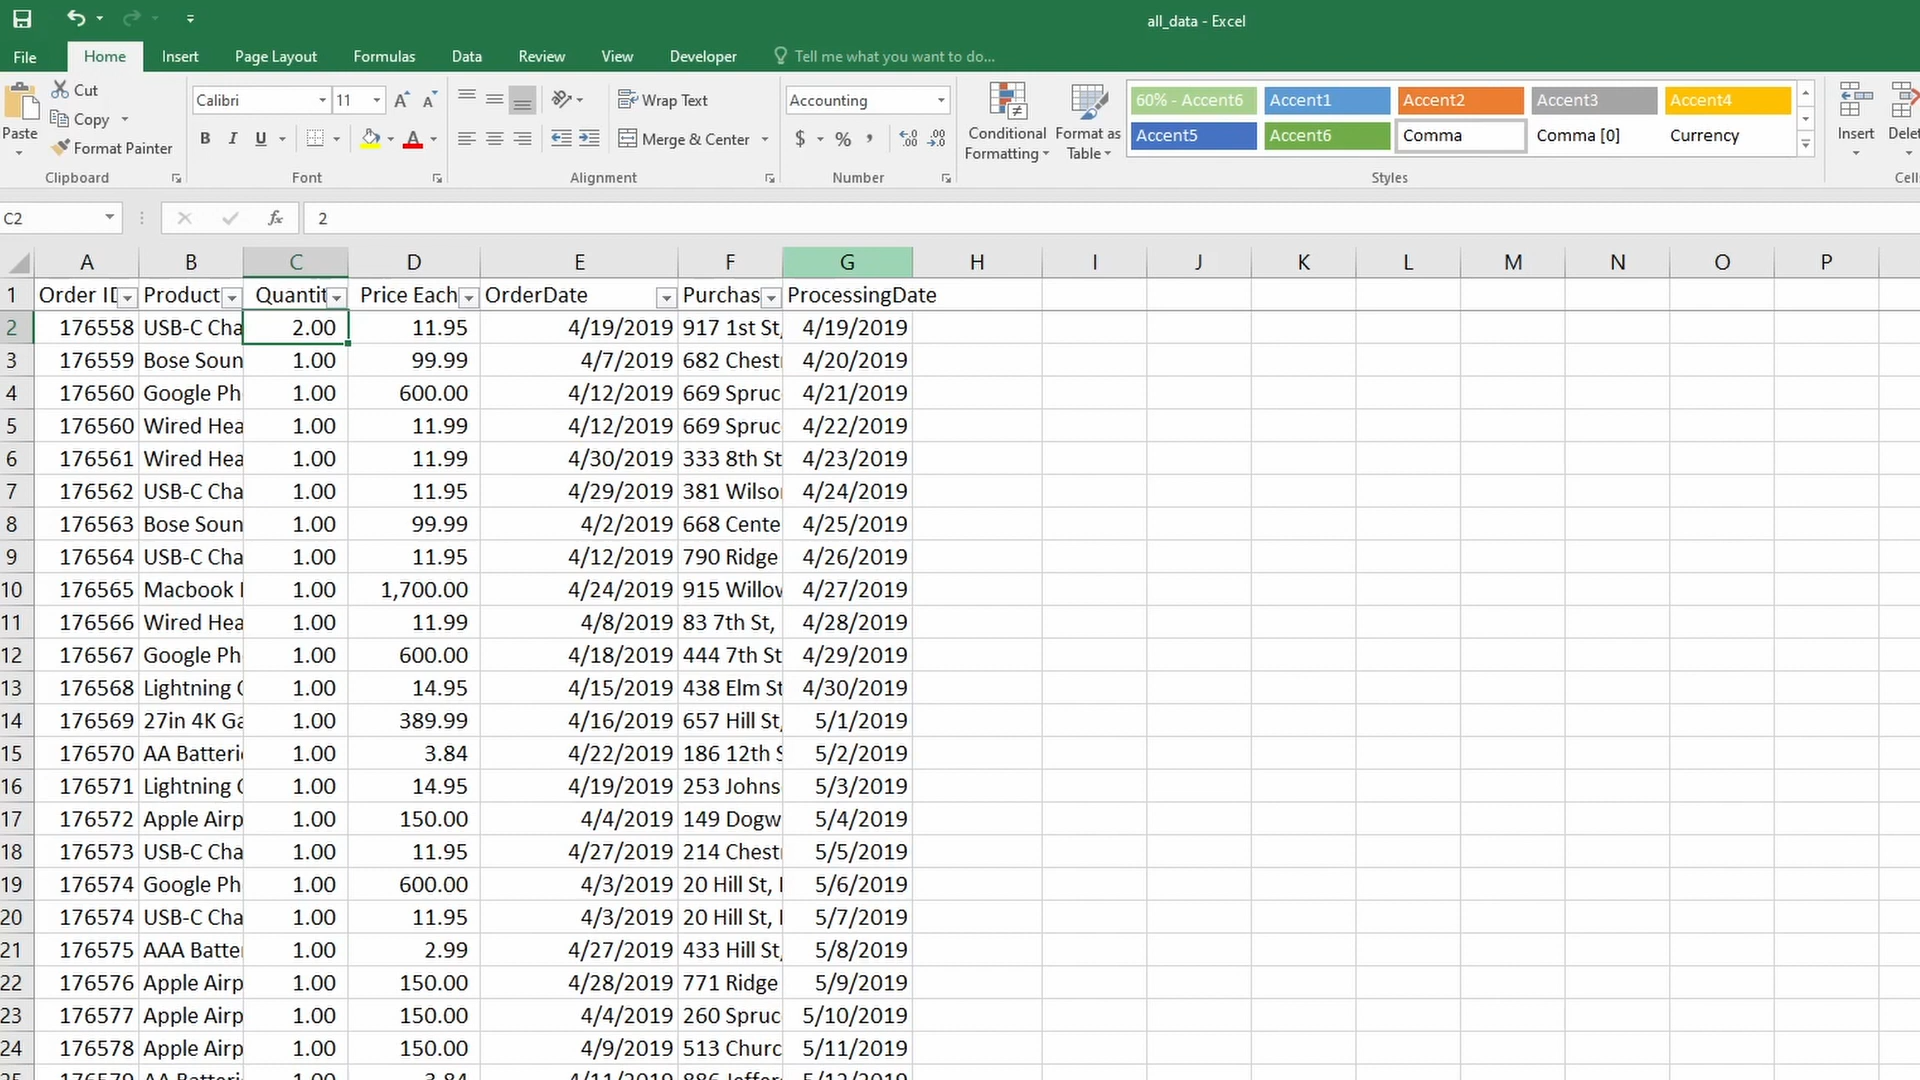 all_data - Excel
File Home Insert Page Layout Formulas Data Review View Developer Tell me what you want to do...
Paste
Cut
Copy
Format Painter
Clipboard
Calibri 11
B I U
Font
Wrap Text
Merge & Center
Alignment
Accounting
$ % ,
Number
Conditional Formatting
Format as Table
60% - Accent6 Accent1 Accent2 Accent3 Accent4
Accent5 Accent6 Comma Comma [0] Currency
Styles
Insert Delet
Cell
C2 fx 2
A B C D E F G H I J K L M N O P
1 Order ID Product Quantit Price Each OrderDate Purchas ProcessingDate
2 176558 USB-C Cha 2.00 11.95 4/19/2019 917 1st St, 4/19/2019
3 176559 Bose Soun 1.00 99.99 4/7/2019 682 Chest 4/20/2019
4 176560 Google Ph 1.00 600.00 4/12/2019 669 Spruc 4/21/2019
5 176560 Wired Hea 1.00 11.99 4/12/2019 669 Spruc 4/22/2019
6 176561 Wired Hea 1.00 11.99 4/30/2019 333 8th St 4/23/2019
7 176562 USB-C Cha 1.00 11.95 4/29/2019 381 Wilso 4/24/2019
8 176563 Bose Soun 1.00 99.99 4/2/2019 668 Cente 4/25/2019
9 176564 USB-C Cha 1.00 11.95 4/12/2019 790 Ridge 4/26/2019
10 176565 Macbook 1.00 1,700.00 4/24/2019 915 Willow 4/27/2019
11 176566 Wired Hea 1.00 11.99 4/8/2019 83 7th St, 4/28/2019
12 176567 Google Ph 1.00 600.00 4/18/2019 444 7th St 4/29/2019
13 176568 Lightning C 1.00 14.95 4/15/2019 438 Elm St 4/30/2019
14 176569 27in 4K Ga 1.00 389.99 4/16/2019 657 Hill St, 5/1/2019
15 176570 AA Batteri 1.00 3.84 4/22/2019 186 12th S 5/2/2019
16 176571 Lightning C 1.00 14.95 4/19/2019 253 Johns 5/3/2019
17 176572 Apple Airp 1.00 150.00 4/4/2019 149 Dogw 5/4/2019
18 176573 USB-C Cha 1.00 11.95 4/27/2019 214 Chest 5/5/2019
19 176574 Google Ph 1.00 600.00 4/3/2019 20 Hill St, 5/6/2019
20 176574 USB-C Cha 1.00 11.95 4/3/2019 20 Hill St, 5/7/2019
21 176575 AAA Batte 1.00 2.99 4/27/2019 433 Hill St, 5/8/2019
22 176576 Apple Airp 1.00 150.00 4/28/2019 771 Ridge 5/9/2019
23 176577 Apple Airp 1.00 150.00 4/4/2019 260 Spruc 5/10/2019
24 176578 Apple Airp 1.00 150.00 4/9/2019 513 Churc 5/11/2019